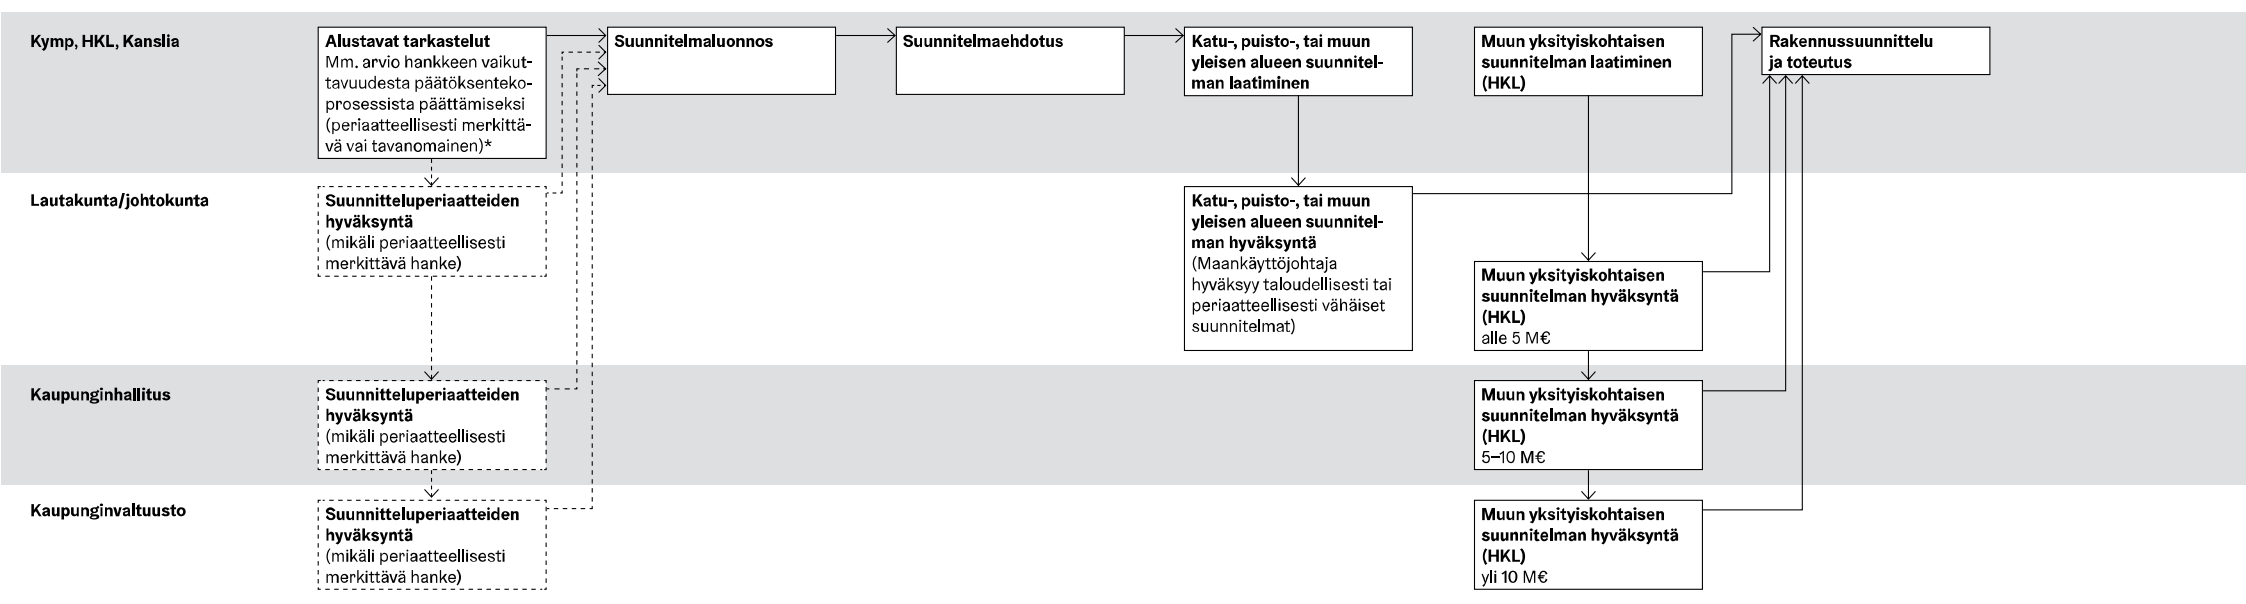 Kymp, HKL, Kanslia
Alustavat tarkastelut
Mm. arvio hankkeen vaikut-
tavuudesta päätöksenteko-
prosessista päättämiseksi
(periaatteellisesti merkittä-
vä vai tavanomainen)*
Suunnitelmaluonnos
Suunnitelmaehdotus
Katu-, puisto-, tai muun
yleisen alueen suunnitel-
man laatiminen
Muun yksityiskohtaisen
suunnitelman laatiminen
(HKL)
Rakennussuunnittelu
ja toteutus
Lautakunta/johtokunta
Suunnitteluperiaatteiden
hyväksyntä
(mikäli periaatteellisesti
merkittävä hanke)
Katu-, puisto-, tai muun
yleisen alueen suunnitel-
man hyväksyntä
(Maankäyttöjohtaja
hyväksyy taloudellisesti tai
periaatteellisesti vähäiset
suunnitelmat)
Muun yksityiskohtaisen
suunnitelman hyväksyntä
(HKL)
alle 5 M€
Kaupunginhallitus
Suunnitteluperiaatteiden
hyväksyntä
(mikäli periaatteellisesti
merkittävä hanke)
Muun yksityiskohtaisen
suunnitelman hyväksyntä
(HKL)
5–10 M€
Kaupunginvaltuusto
Suunnitteluperiaatteiden
hyväksyntä
(mikäli periaatteellisesti
merkittävä hanke)
Muun yksityiskohtaisen
suunnitelman hyväksyntä
(HKL)
yli 10 M€